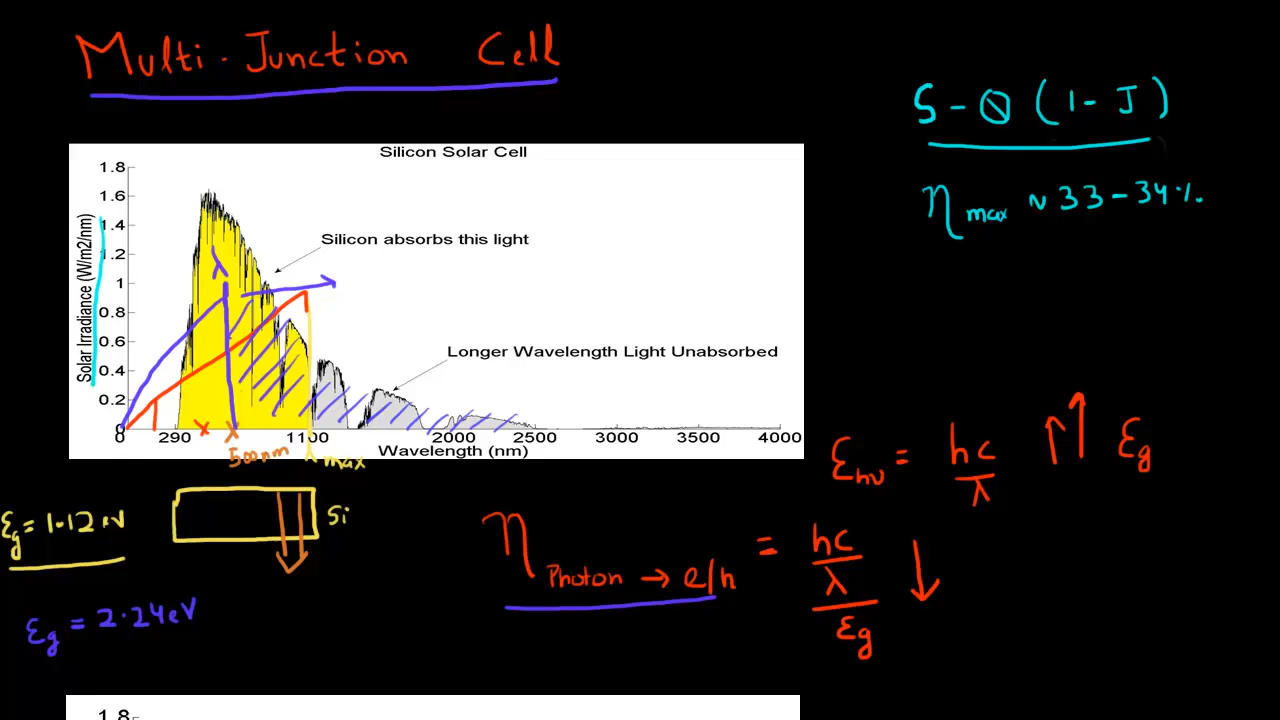 Multi-Junction Cell
S-Q (1-J)
η max ~ 33-34%
Silicon Solar Cell
1.8
1.6
1.4
1.2
1
0.8
0.6
0.4
0.2
0
Solar Irradiance (W/m2/nm)
Silicon absorbs this light
λ
Longer Wavelength Light Unabsorbed
0 290 1100 2000 2500 3000 3500 4000
x x
500nm
λ max
Wavelength (nm)
Ehν = hc/λ ↑↑ Eg
Eg = 1.12 eV
Si
η Photon → e/h = hc/λ / Eg ↓
Eg = 2.24eV
1.8